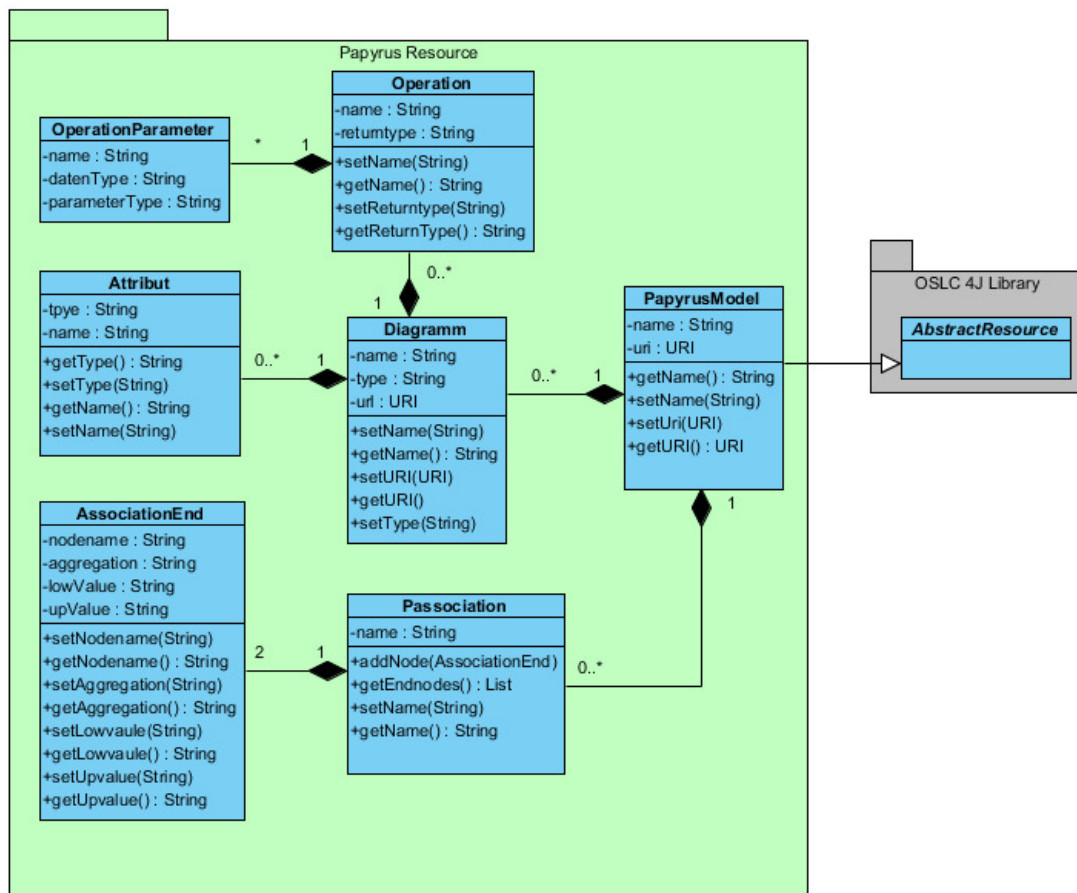 Papyrus Resource
Operation
-name : String
-returntype : String
+setName(String)
+getName() : String
+setReturntype(String)
+getReturnType() : String
OperationParameter
-name : String
-datenType : String
-parameterType : String
*
1
0..*
1
Attribut
-tpye : String
-name : String
+getType() : String
+setType(String)
+getName() : String
+setName(String)
0..*
1
Diagramm
-name : String
-type : String
-url : URI
+setName(String)
+getName() : String
+setURI(URI)
+getURI()
+setType(String)
0..*
1
PapyrusModel
-name : String
-uri : URI
+getName() : String
+setName(String)
+setUri(URI)
+getURI() : URI
1
OSLC 4J Library
AbstractResource
AssociationEnd
-nodename : String
-aggregation : String
-lowValue : String
-upValue : String
+setNodename(String)
+getNodename() : String
+setAggregation(String)
+getAggregation() : String
+setLowvaule(String)
+getLowvaule() : String
+setUpvalue(String)
+getUpvalue() : String
2
1
Passociation
-name : String
+addNode(AssociationEnd)
+getEndnodes() : List
+setName(String)
+getName() : String
0..*